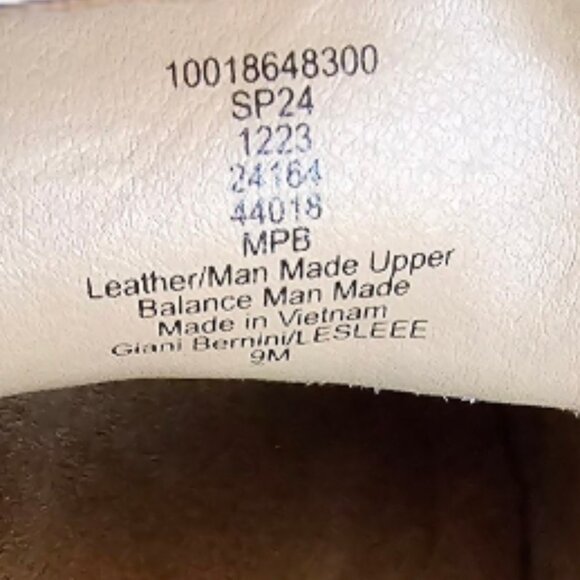 10018648300
SP24
1223
24164
44018
MPB
Leather/Man Made Upper
Balance Man Made
Made in Vietnam
Giani Bernini/LESLEEE
9M